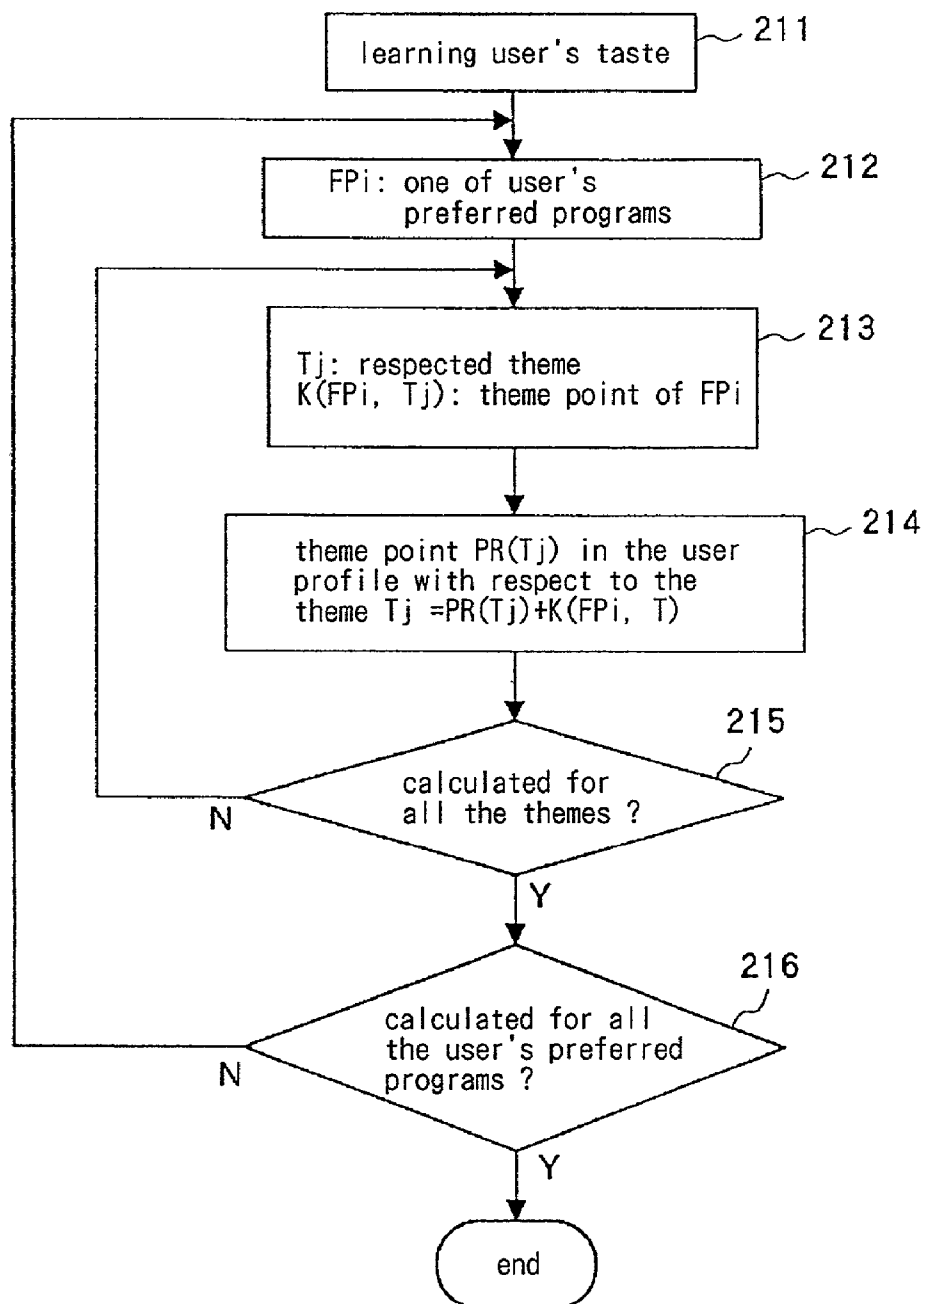 learning user's taste
211
FPi: one of user's
preferred programs
212
Tj: respected theme
K(FPi, Tj): theme point of FPi
213
theme point PR(Tj) in the user
profile with respect to the
theme Tj =PR(Tj)+K(FPi, T)
214
calculated for
all the themes ?
215
N
Y
calculated for all
the user's preferred
programs ?
216
N
Y
end